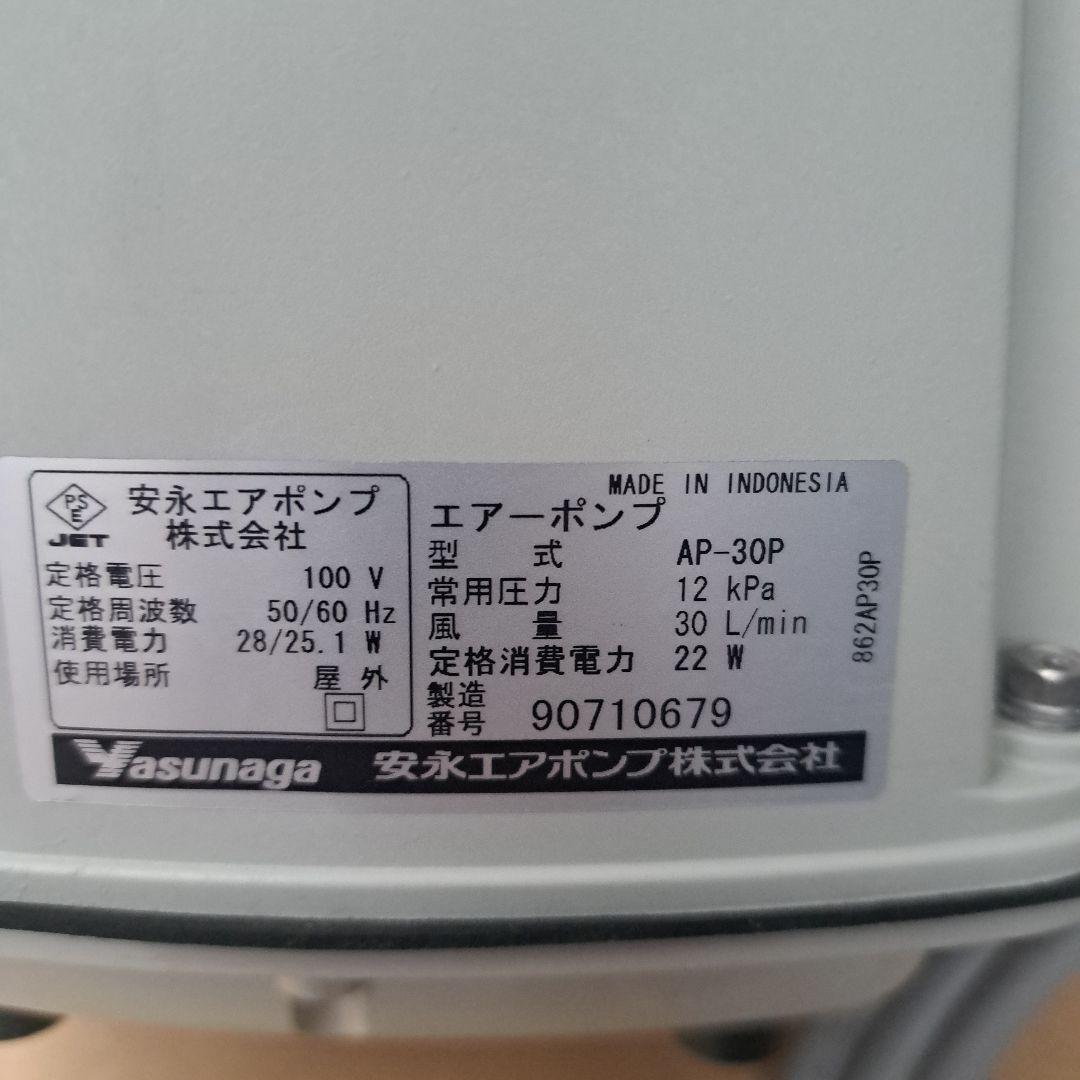 PSE
JET
安永エアポンプ
株式会社
定格電圧 100 V
定格周波数 50/60 Hz
消費電力 28/25.1 W
使用場所 屋外
MADE IN INDONESIA
エアーポンプ
型式 AP-30P
常用圧力 12 kPa
風量 30 L/min
定格消費電力 22 W
製造
番号 90710679
862AP30P
Yasunaga 安永エアポンプ株式会社